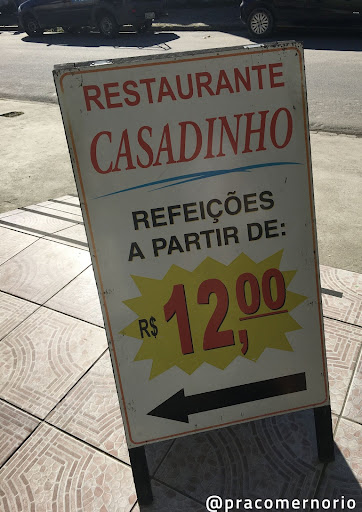 RESTAURANTE
CASADINHO
REFEIÇÕES
A PARTIR DE:
R$ 12,00
@pracomernorio